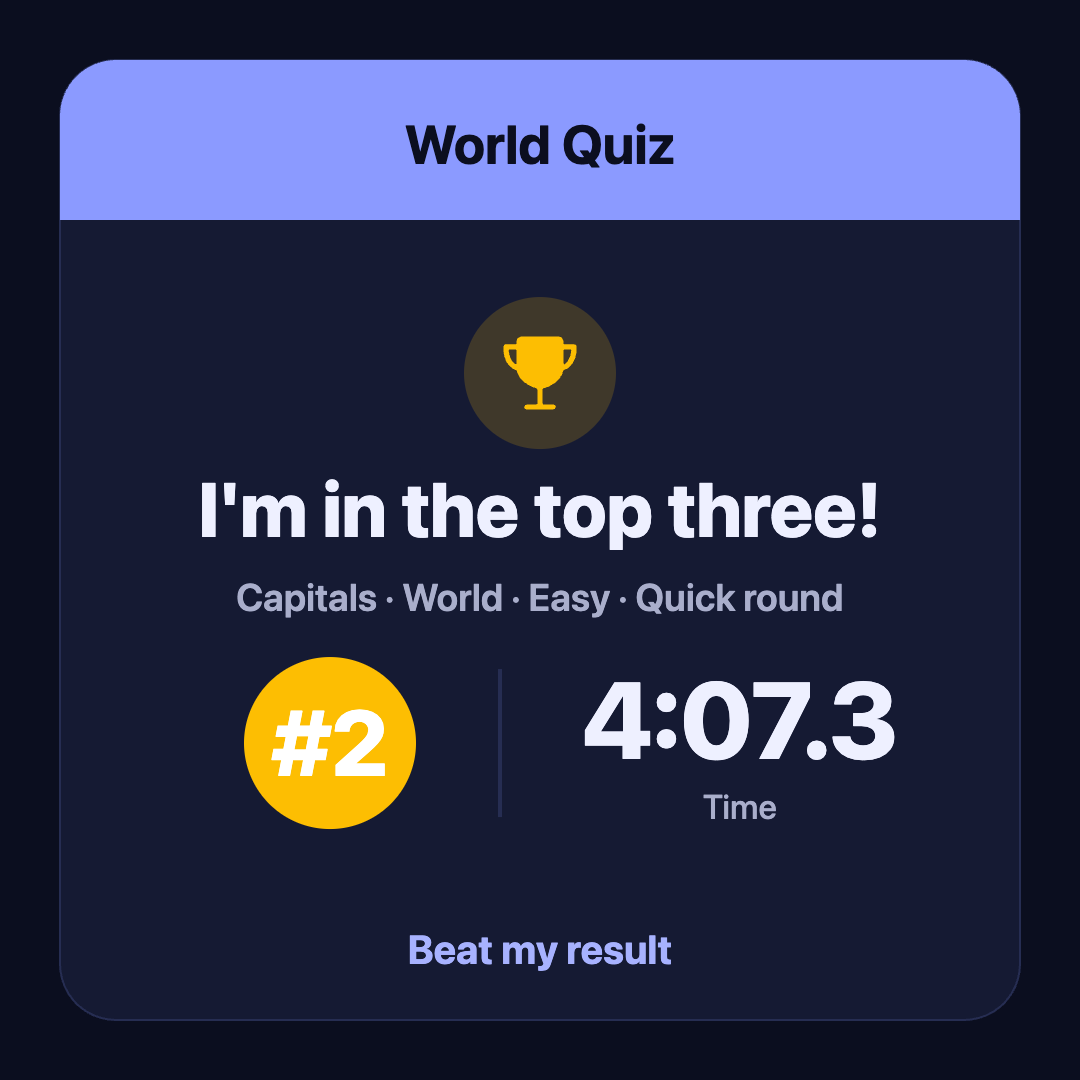 World Quiz
I'm in the top three!
Capitals · World · Easy · Quick round
#2
4:07.3
Time
Beat my result